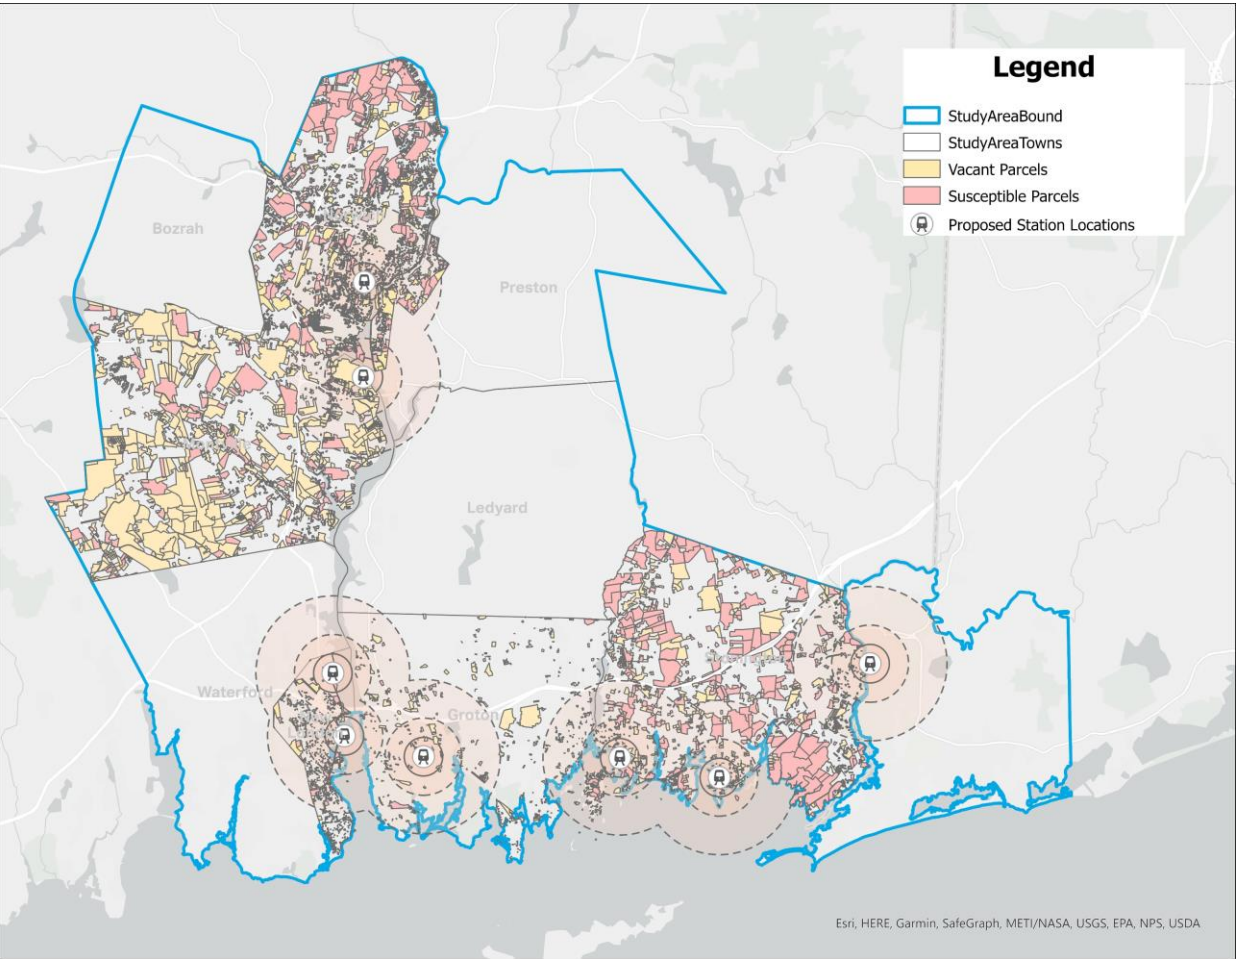 Legend
StudyAreaBound
StudyAreaTowns
Vacant Parcels
Susceptible Parcels
Proposed Station Locations
Bozrah
Preston
Ledyard
Waterford
Groton
Esri, HERE, Garmin, SafeGraph, METI/NASA, USGS, EPA, NPS, USDA